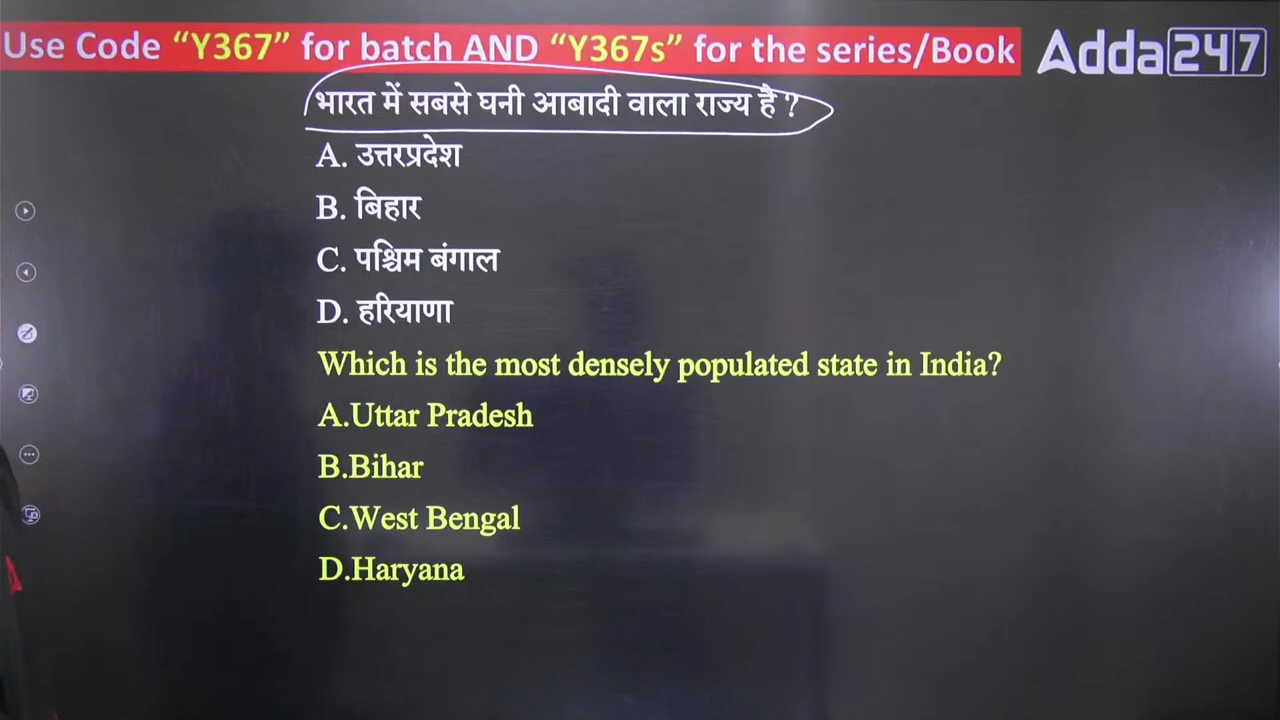 Use Code “Y367” for batch AND “Y367s” for the series/Book
Adda247
भारत में सबसे घनी आबादी वाला राज्य है ?
A. उत्तरप्रदेश
B. बिहार
C. पश्चिम बंगाल
D. हरियाणा
Which is the most densely populated state in India?
A.Uttar Pradesh
B.Bihar
C.West Bengal
D.Haryana